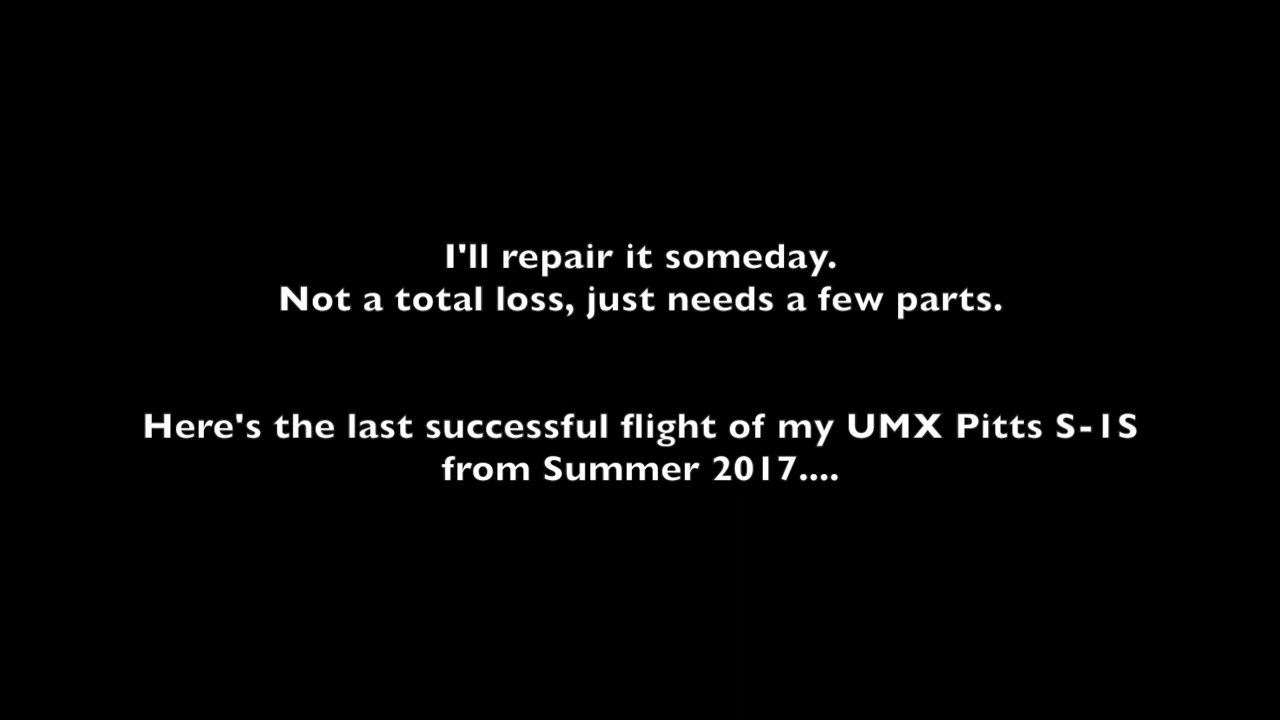 I'll repair it someday.
Not a total loss, just needs a few parts.
Here's the last successful flight of my UMX Pitts S-1S
from Summer 2017....